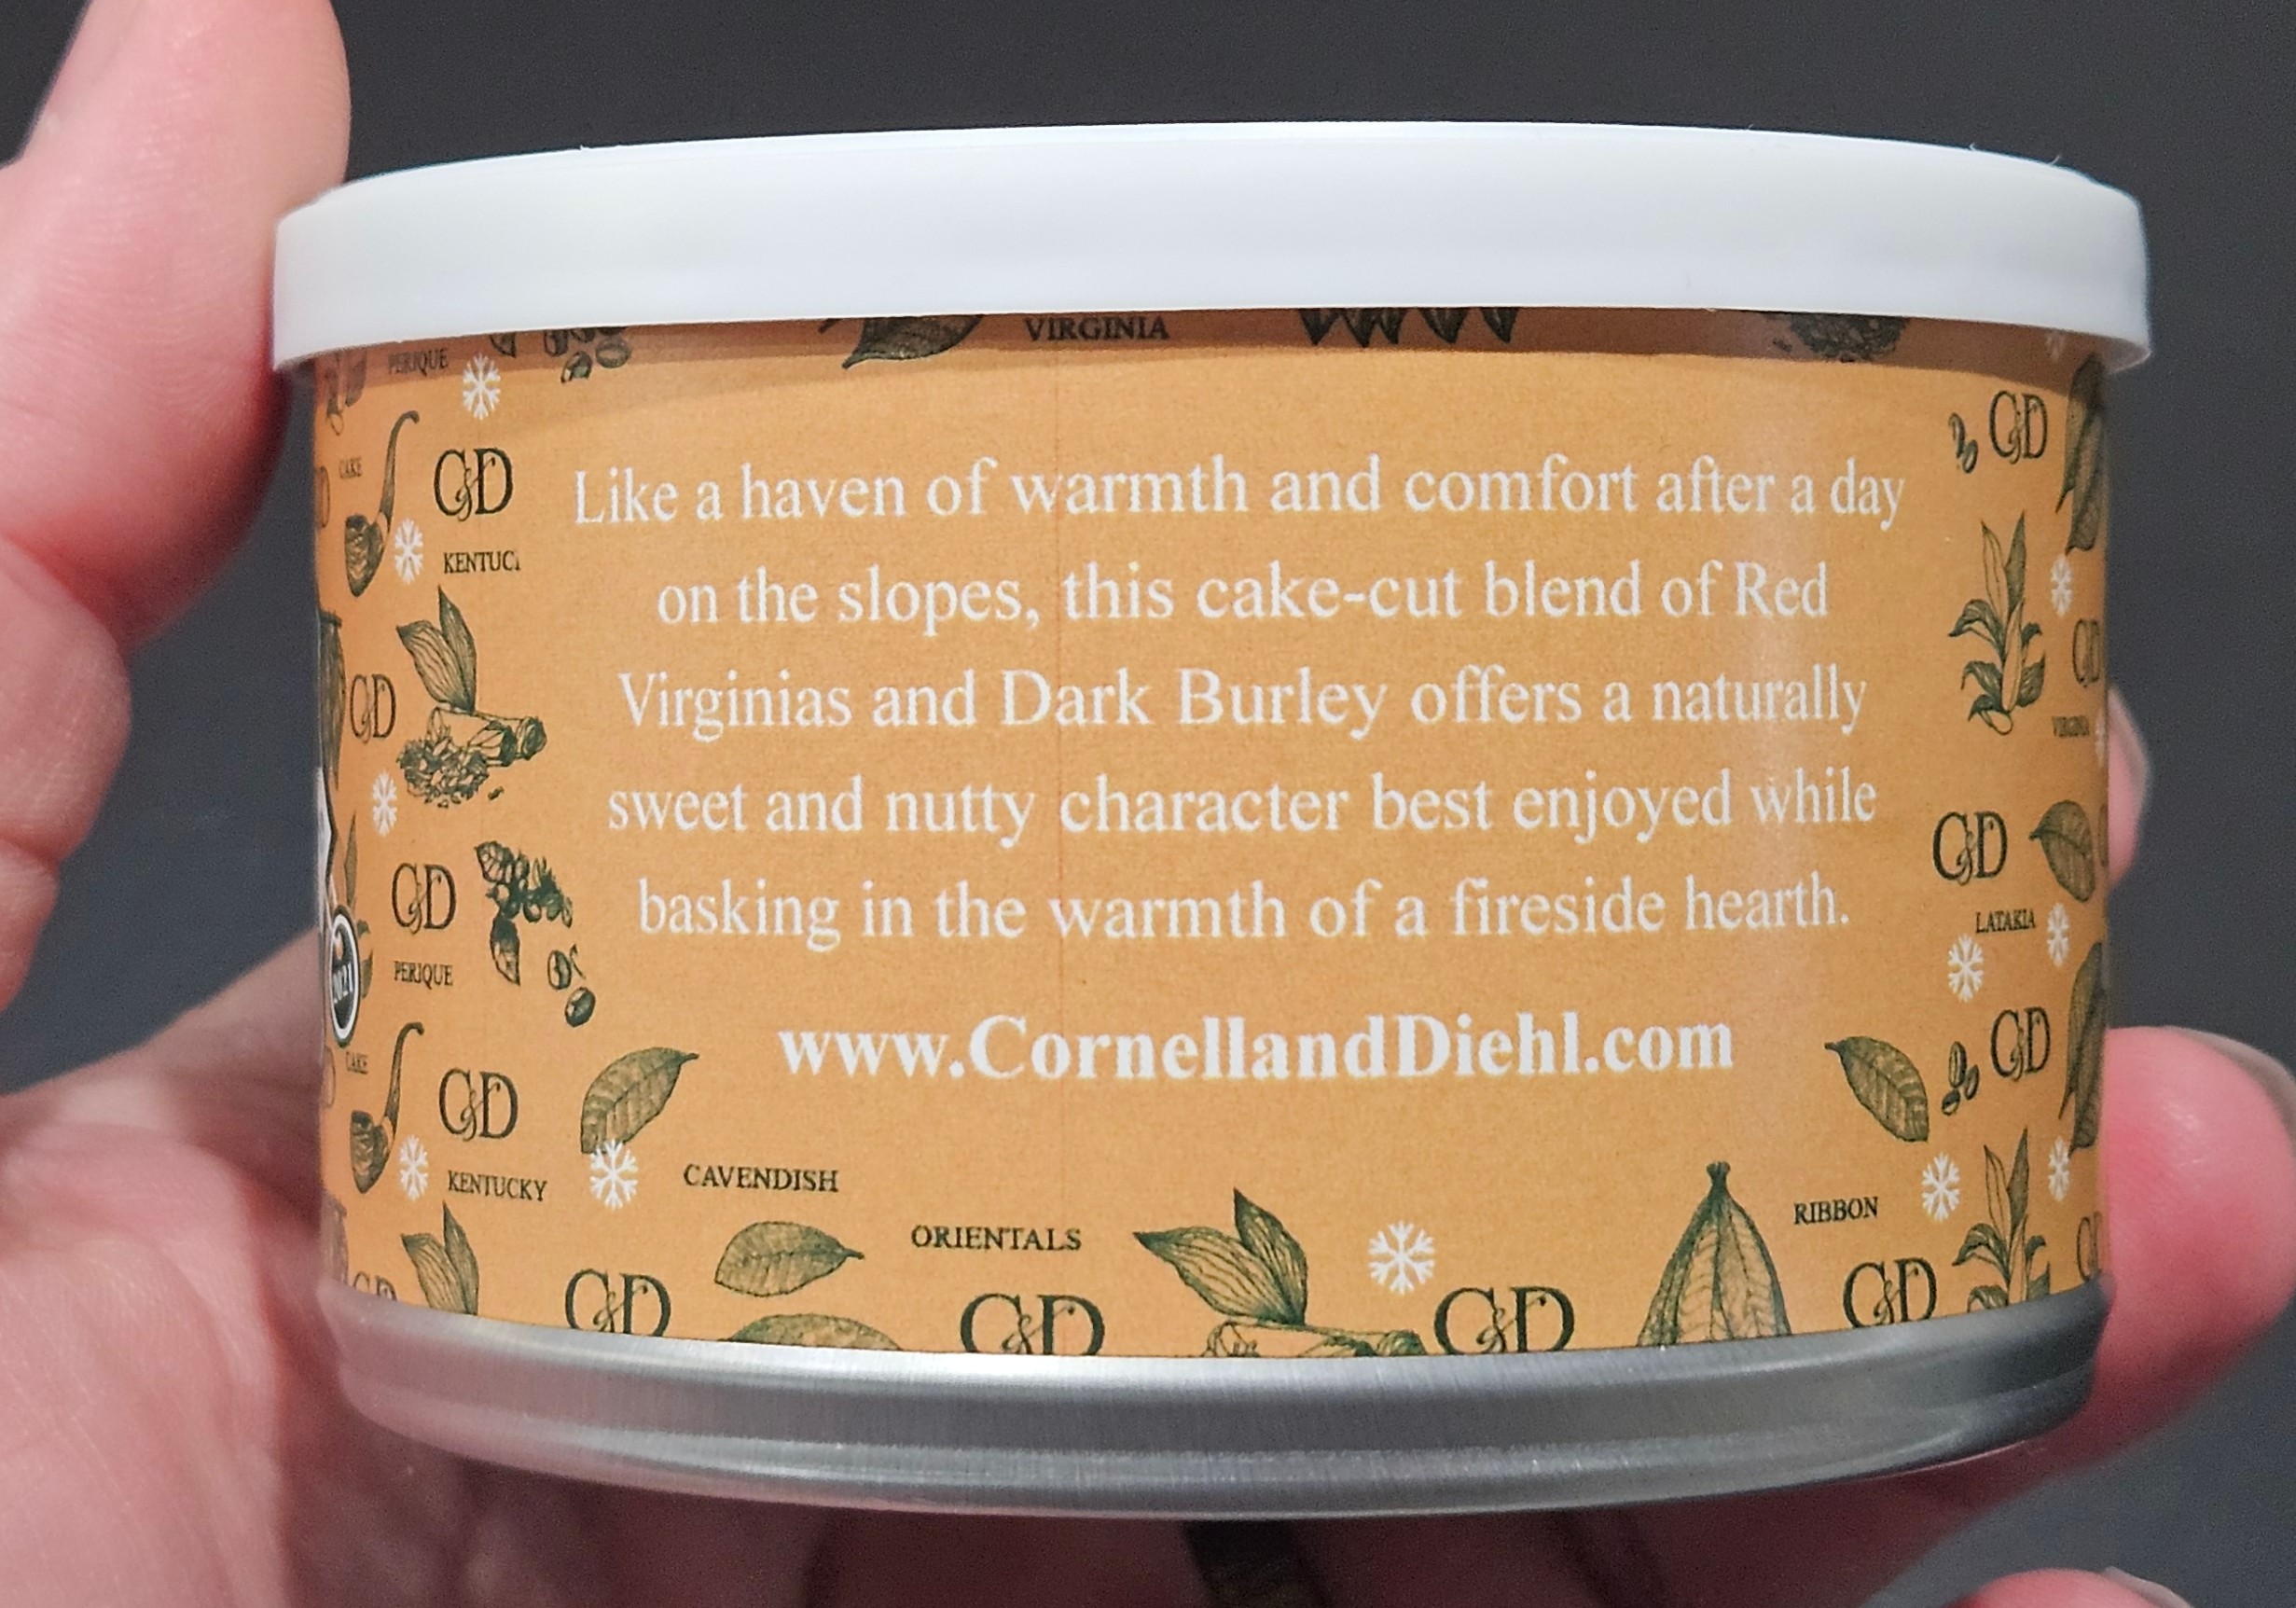 VIRGINIA
PERIQUE
C&D
CAKE
C&D
KENTUC
Like a haven of warmth and comfort after a day
on the slopes, this cake-cut blend of Red
Virginias and Dark Burley offers a naturally
sweet and nutty character best enjoyed while
basking in the warmth of a fireside hearth.
www.CornellandDiehl.com
C&D
C&D
C&D
VIRGINIA
C&D
PERIQUE
2021
C&D
LATAKIA
CAKE
C&D
C&D
KENTUCKY
CAVENDISH
ORIENTALS
RIBBON
C&D
C&D
C&D
C&D